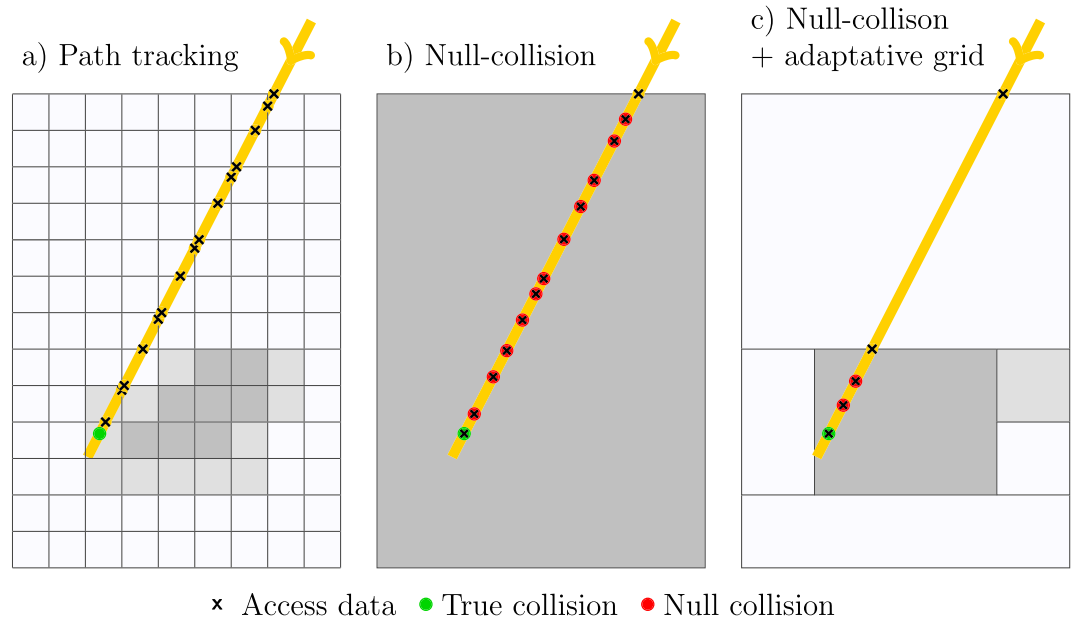 a) Path tracking
b) Null-collision
c) Null-collison
+ adaptative grid
x Access data
True collision
Null collision